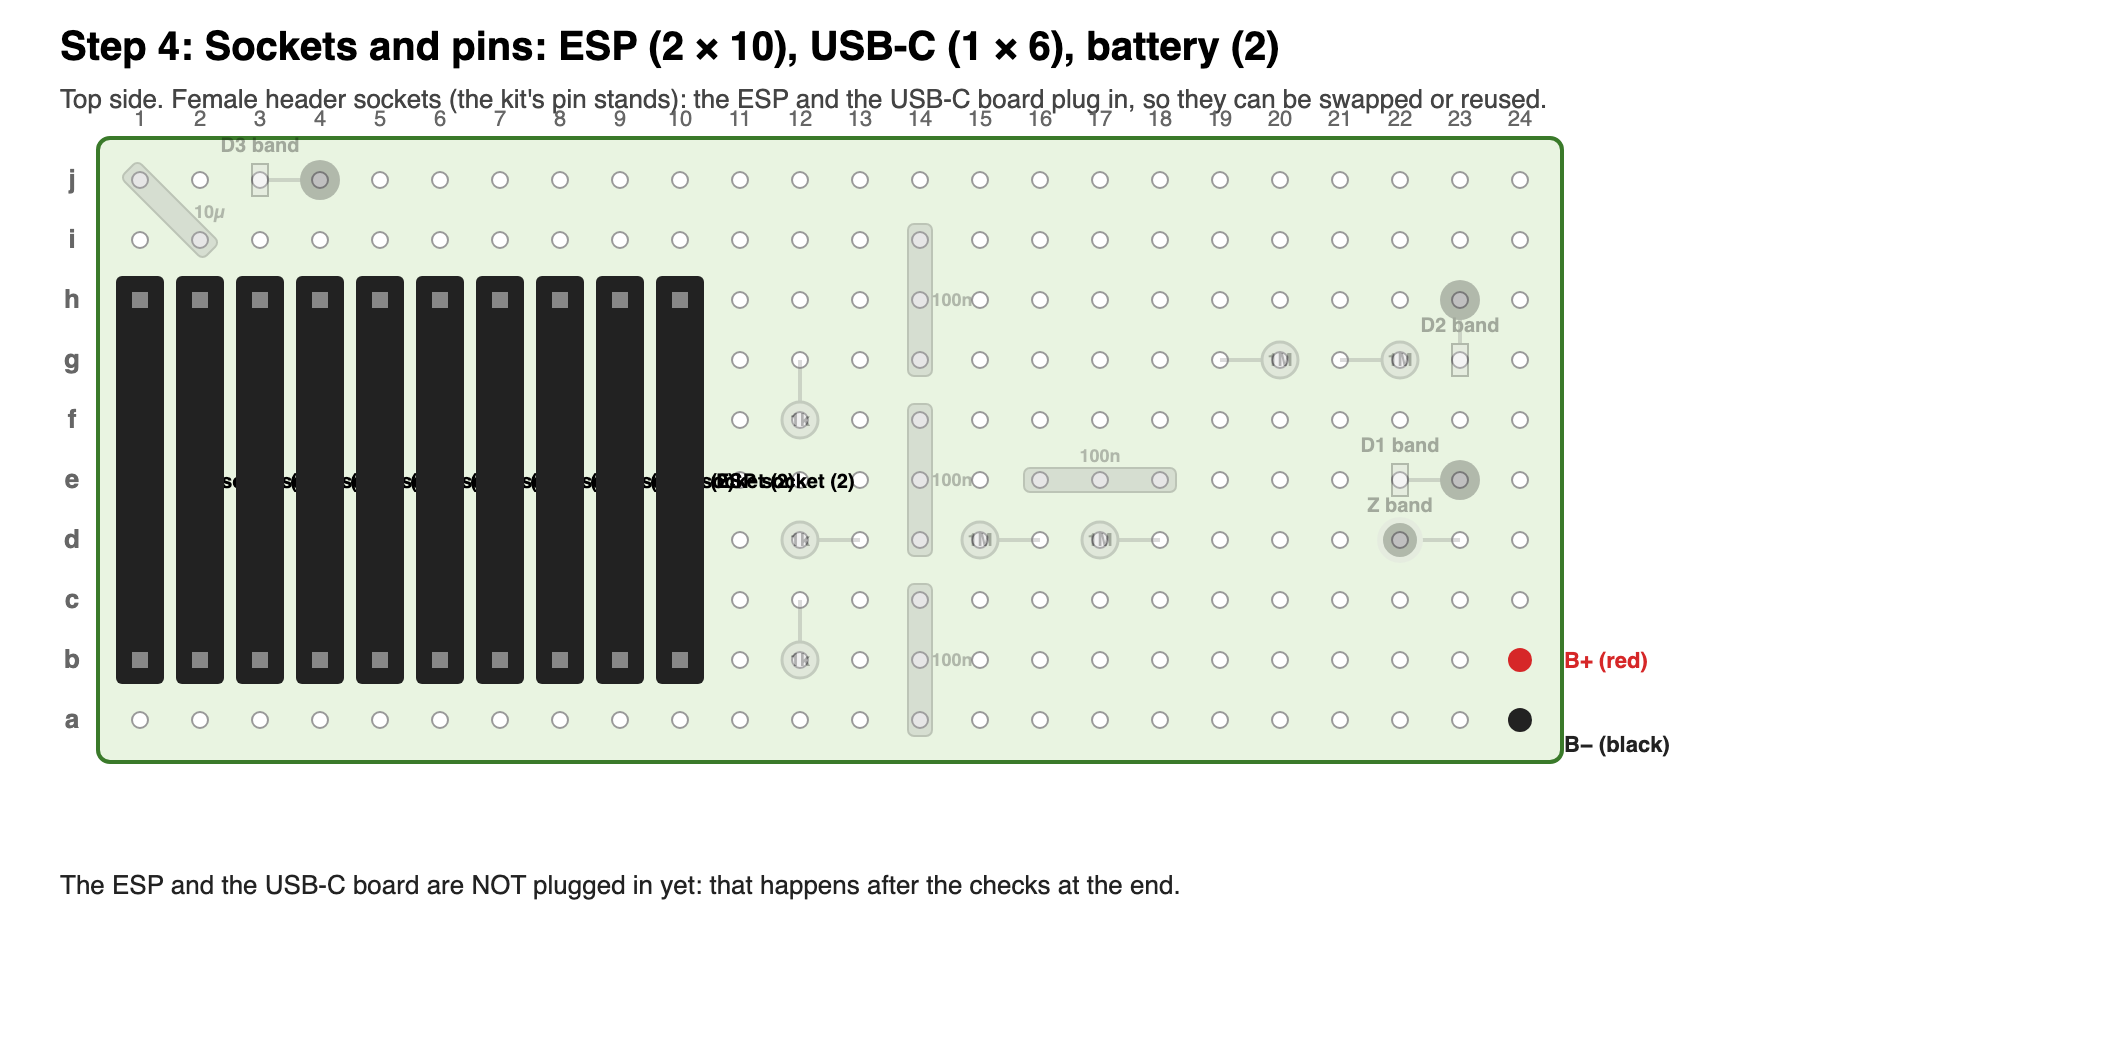 Step 4: Sockets and pins: ESP (2 × 10), USB-C (1 × 6), battery (2)
Top side. Female header sockets (the kit's pin stands): the ESP and the USB-C board plug in, so they can be swapped or reused.
1 2 3 4 5 6 7 8 9 10 11 12 13 14 15 16 17 18 19 20 21 22 23 24
D3 band
j
10µ
i
h 100n
D2 band
g 1M 1M
f 1k
D1 band
100n
e socket (2) 100n
Z band
d 1k 1M 1M
c
b 1k 100n B+ (red)
a
B− (black)
The ESP and the USB-C board are NOT plugged in yet: that happens after the checks at the end.